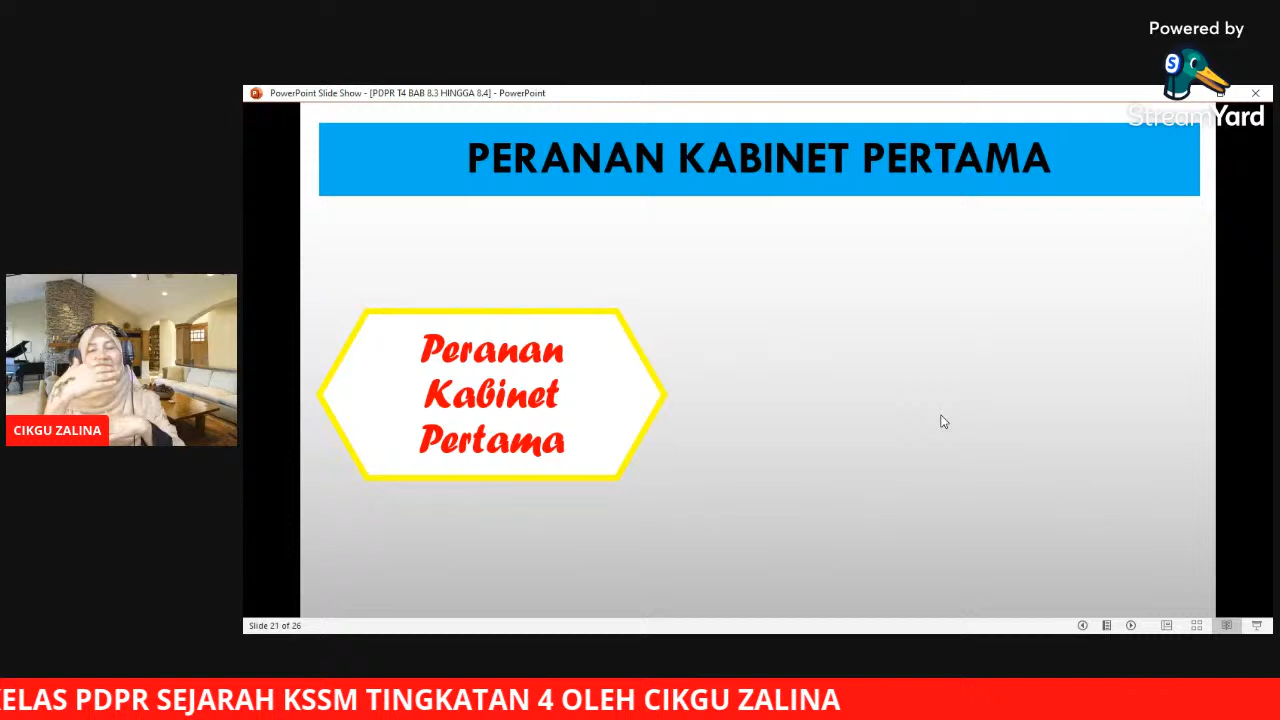 Powered by
StreamYard
PowerPoint Slide Show - [PDPR T4 BAB 8.3 HINGGA 8.4] - PowerPoint
PERANAN KABINET PERTAMA
Peranan
Kabinet
Pertama
CIKGU ZALINA
Slide 21 of 26
KELAS PDPR SEJARAH KSSM TINGKATAN 4 OLEH CIKGU ZALINA